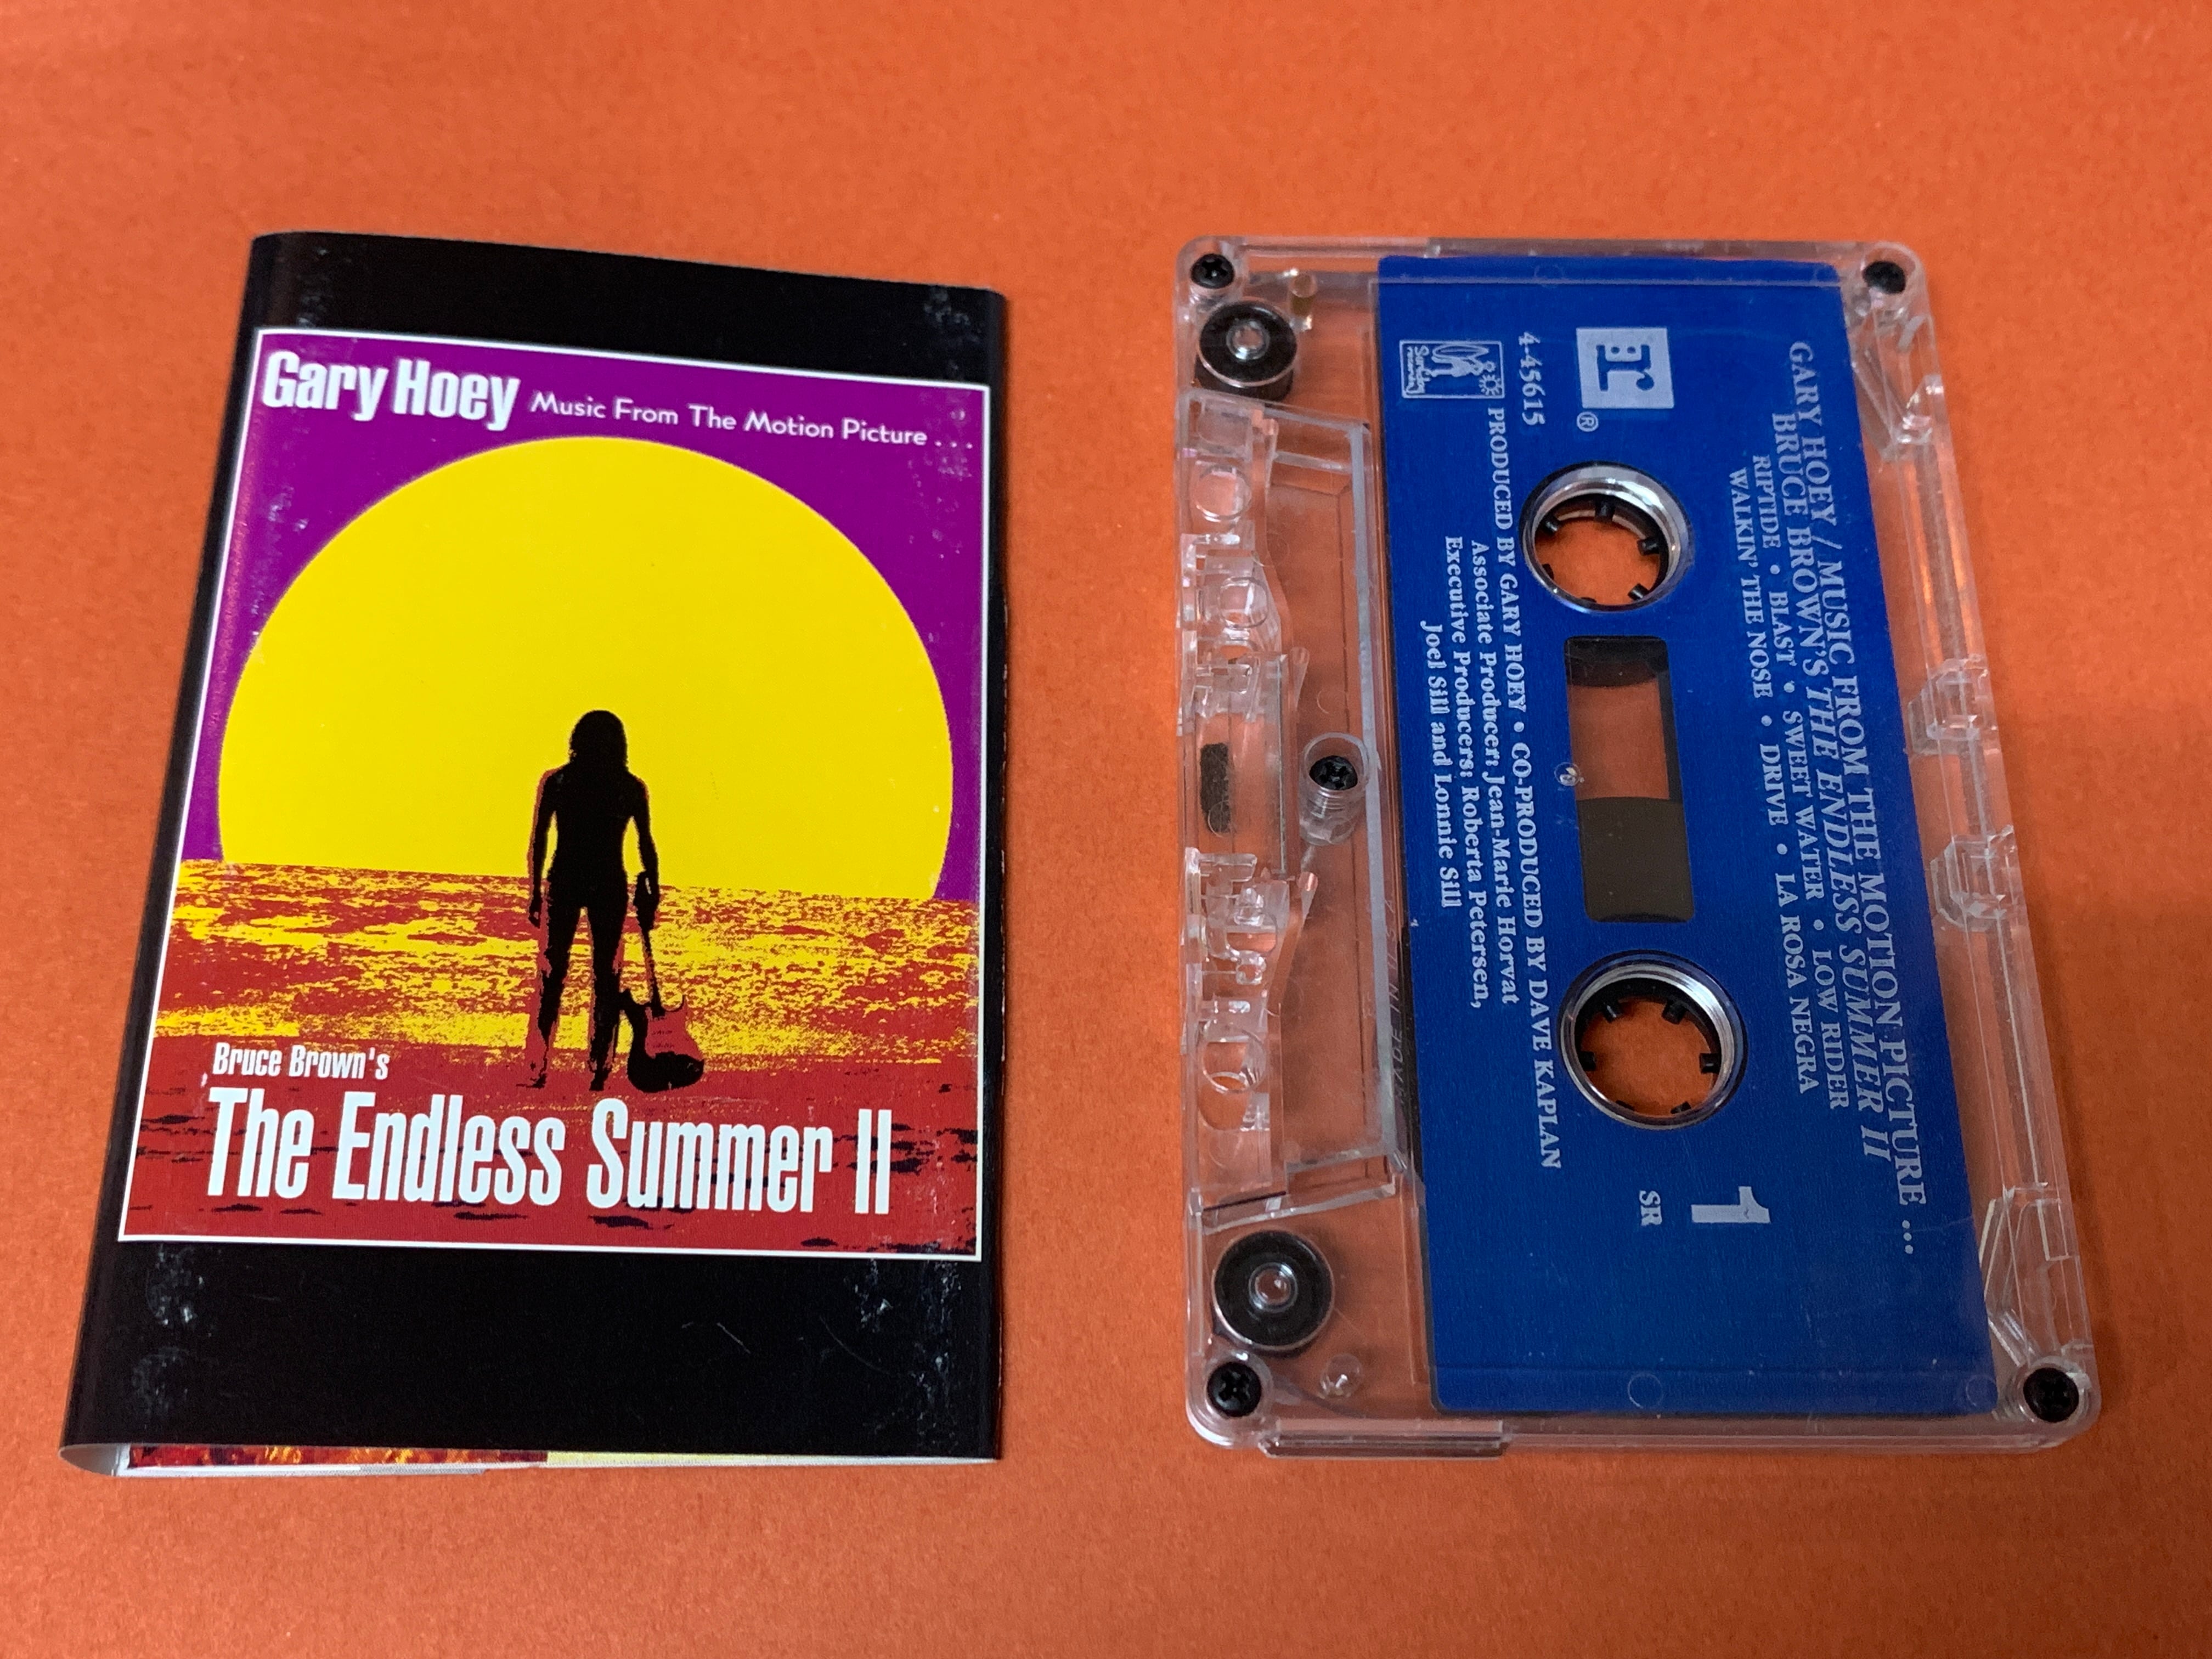 Gary Hoey Music From The Motion Picture . . .
Bruce Brown's
The Endless Summer II
GARY HOEY / MUSIC FROM THE MOTION PICTURE ...
BRUCE BROWN'S THE ENDLESS SUMMER II
RIPTIDE • BLAST • SWEET WATER • LOW RIDER
WALKIN' THE NOSE • DRIVE • LA ROSA NEGRA
r
®
4-45615
1
SR
PRODUCED BY GARY HOEY • CO-PRODUCED BY DAVE KAPLAN
Associate Producer: Jean-Marie Horvat
Executive Producers: Roberta Petersen,
Joel Sill and Lonnie Sill
MADE IN